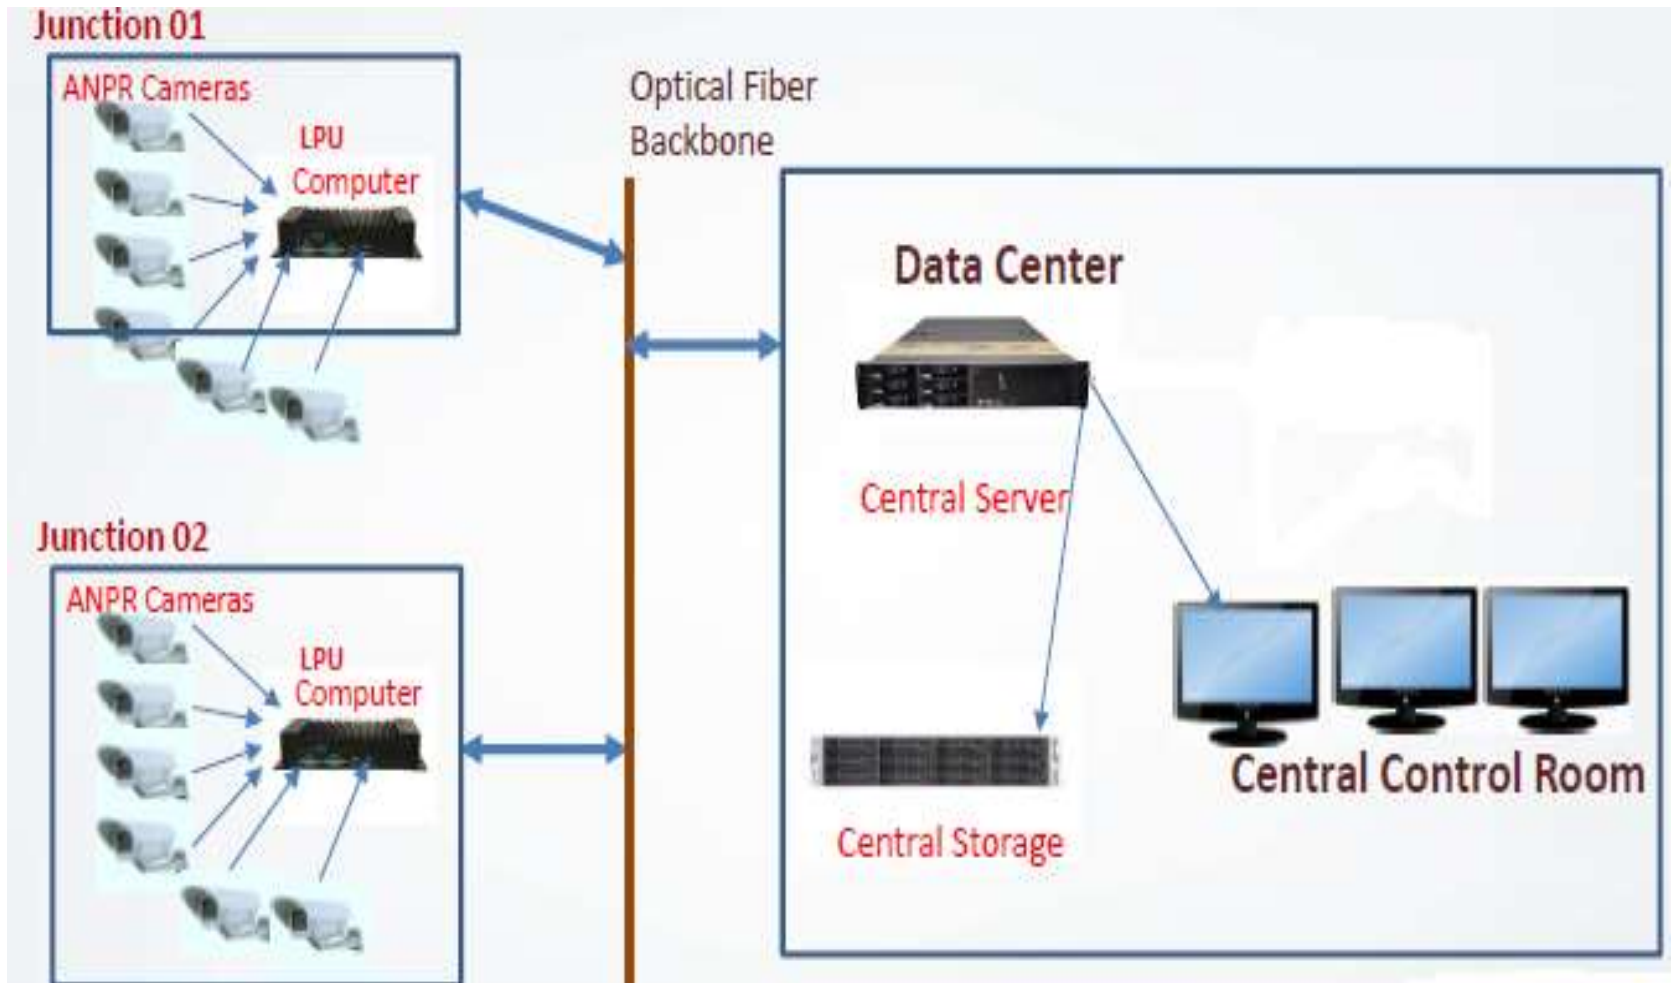 Junction 01
ANPR Cameras
LPU
Computer
Optical Fiber
Backbone
Data Center
Central Server
Central Storage
Central Control Room
Junction 02
ANPR Cameras
LPU
Computer